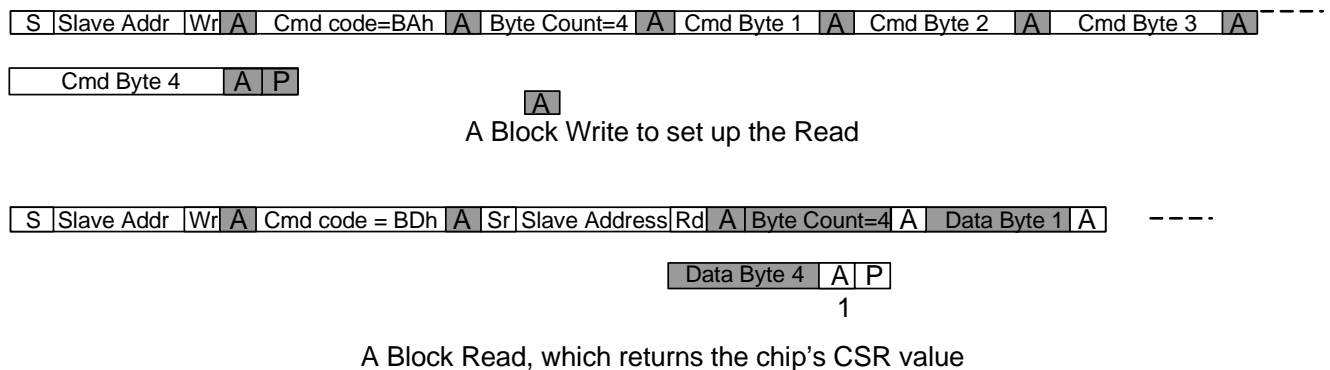 S Slave Addr Wr A Cmd code=BAh A Byte Count=4 A Cmd Byte 1 A Cmd Byte 2 A Cmd Byte 3 A
Cmd Byte 4 A P
A
A Block Write to set up the Read
S Slave Addr Wr A Cmd code = BDh A Sr Slave Address Rd A Byte Count=4 A Data Byte 1 A
Data Byte 4 A P
1
A Block Read, which returns the chip's CSR value